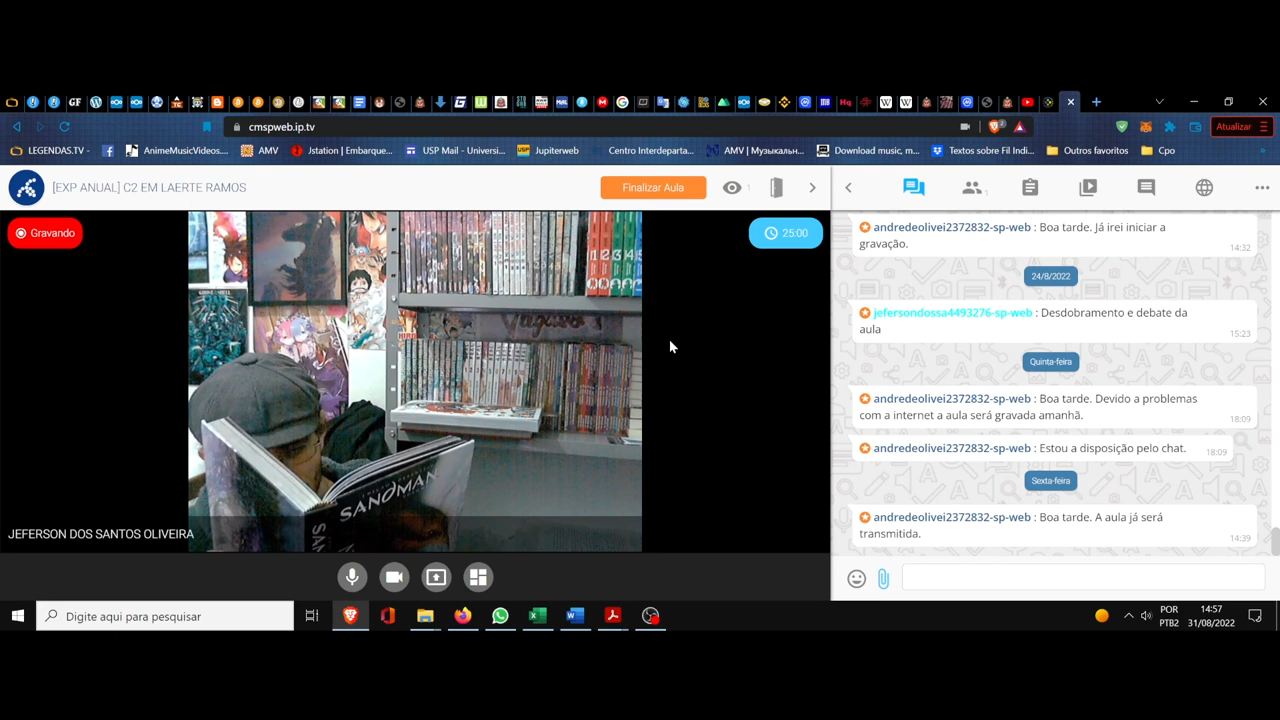 cmspweb.ip.tv
Atualizar
LEGENDAS.TV -
AnimeMusicVideos...
AMV
Jstation | Embarque...
USP Mail - Universi...
Jupiterweb
Centro Interdeparta...
AMV | Музыкальн...
Download music, m...
Textos sobre Fil Indi...
Outros favoritos
Cpo
[EXP ANUAL] C2 EM LAERTE RAMOS
Finalizar Aula
1
1
Gravando
25:00
SANDMAN
JEFERSON DOS SANTOS OLIVEIRA
andredeolivei2372832-sp-web : Boa tarde. Já irei iniciar a
gravação.
14:32
24/8/2022
jefersondossa4493276-sp-web : Desdobramento e debate da
aula
15:23
Quinta-feira
andredeolivei2372832-sp-web : Boa tarde. Devido a problemas
com a internet a aula será gravada amanhã.
18:09
andredeolivei2372832-sp-web : Estou a disposição pelo chat.
18:09
Sexta-feira
andredeolivei2372832-sp-web : Boa tarde. A aula já será
transmitida.
14:39
Digite aqui para pesquisar
POR
PTB2
14:57
31/08/2022